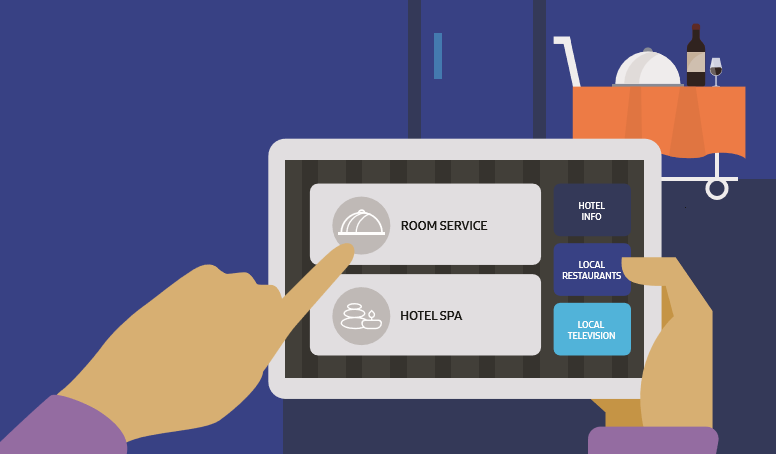 ROOM SERVICE
HOTEL SPA
HOTEL
INFO
LOCAL
RESTAURANTS
LOCAL
TELEVISION